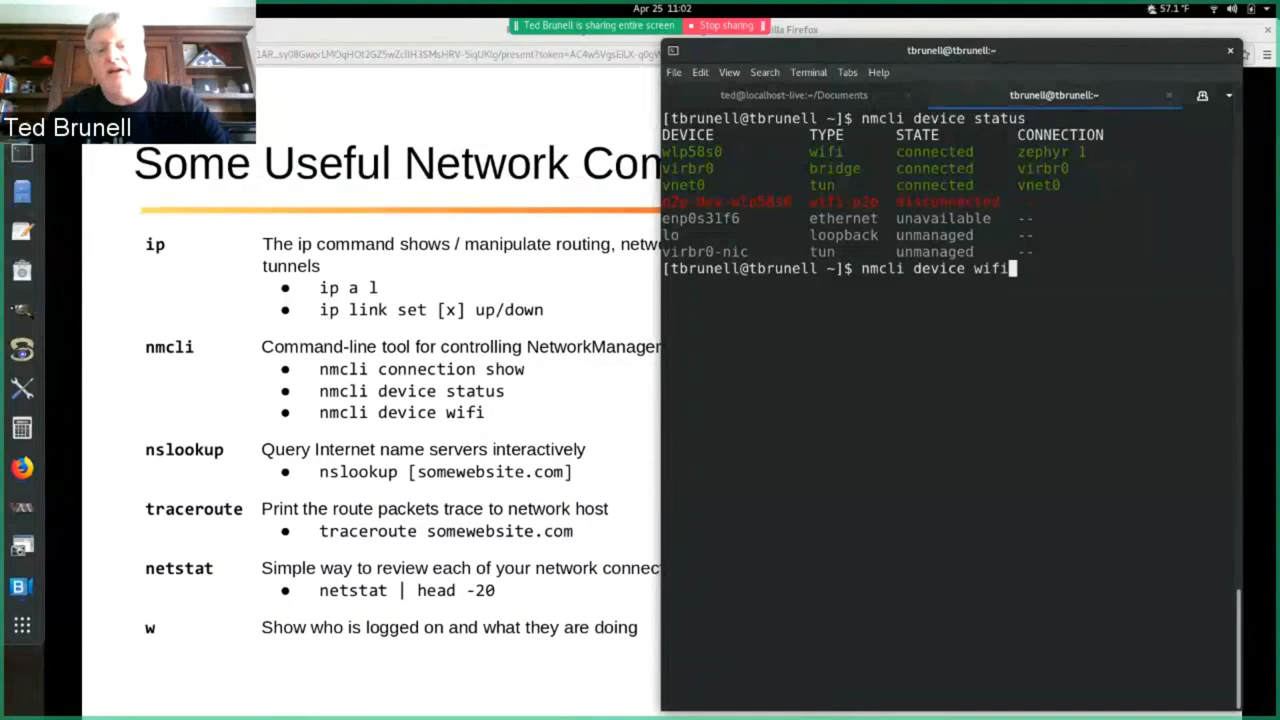 Apr 25 11:02
57.1 °F
Ted Brunell is sharing entire screen
Stop sharing
lla Firefox
Ted Brunell
tbrunell@tbrunell:~
File Edit View Search Terminal Tabs Help
ted@localhost-live:~/Documents
tbrunell@tbrunell:~
Some Useful Network Con
ip The ip command shows / manipulate routing, netwo
tunnels
● ip a l
● ip link set [x] up/down
nmcli Command-line tool for controlling NetworkManager
● nmcli connection show
● nmcli device status
● nmcli device wifi
nslookup Query Internet name servers interactively
● nslookup [somewebsite.com]
traceroute Print the route packets trace to network host
● traceroute somewebsite.com
netstat Simple way to review each of your network connect
● netstat | head -20
w Show who is logged on and what they are doing
[tbrunell@tbrunell ~]$ nmcli device status
DEVICE TYPE STATE CONNECTION
wlp58s0 wifi connected zephyr 1
virbr0 bridge connected virbr0
vnet0 tun connected vnet0
p2p-dev-wlp58s0 wifi-p2p disconnected --
enp0s31f6 ethernet unavailable --
lo loopback unmanaged --
virbr0-nic tun unmanaged --
[tbrunell@tbrunell ~]$ nmcli device wifi